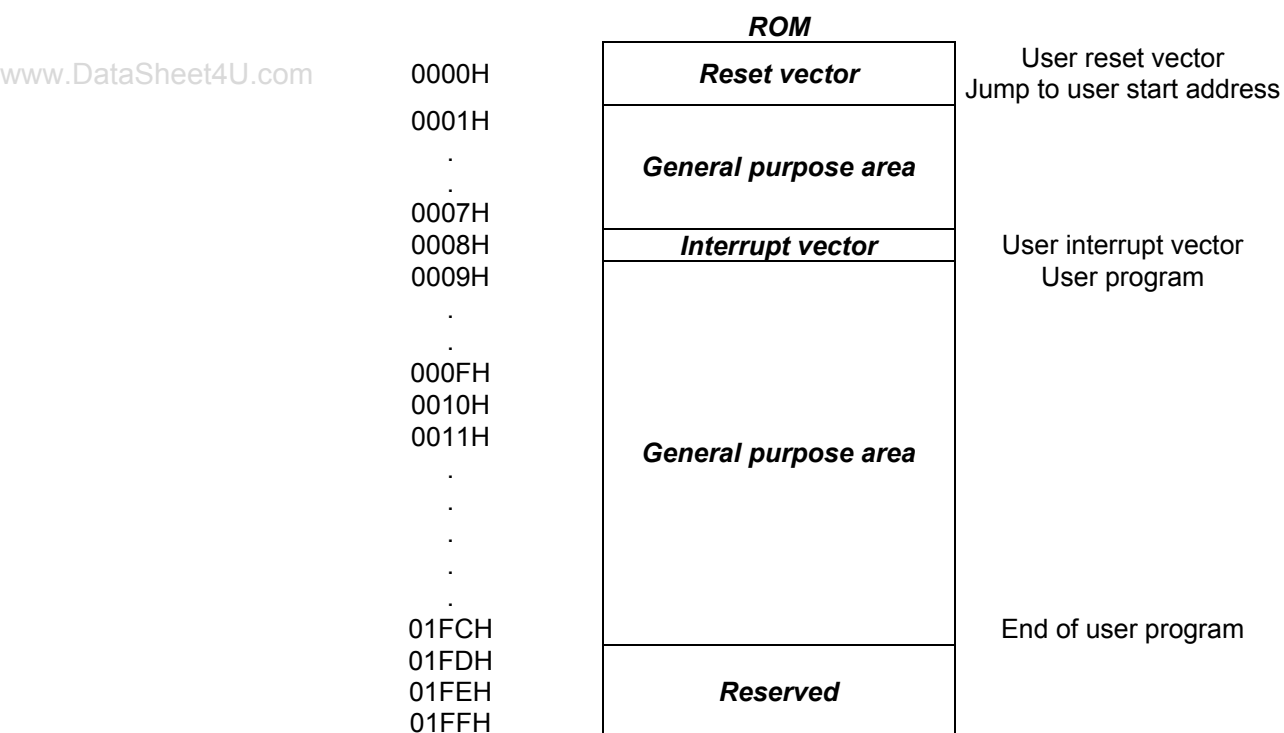 ROM
www.DataSheet4U.com 0000H Reset vector User reset vector
Jump to user start address
0001H
.
General purpose area
.
0007H
0008H Interrupt vector User interrupt vector
0009H User program
.
.
000FH
0010H
0011H
General purpose area
.
.
.
.
.
01FCH End of user program
01FDH
01FEH Reserved
01FFH